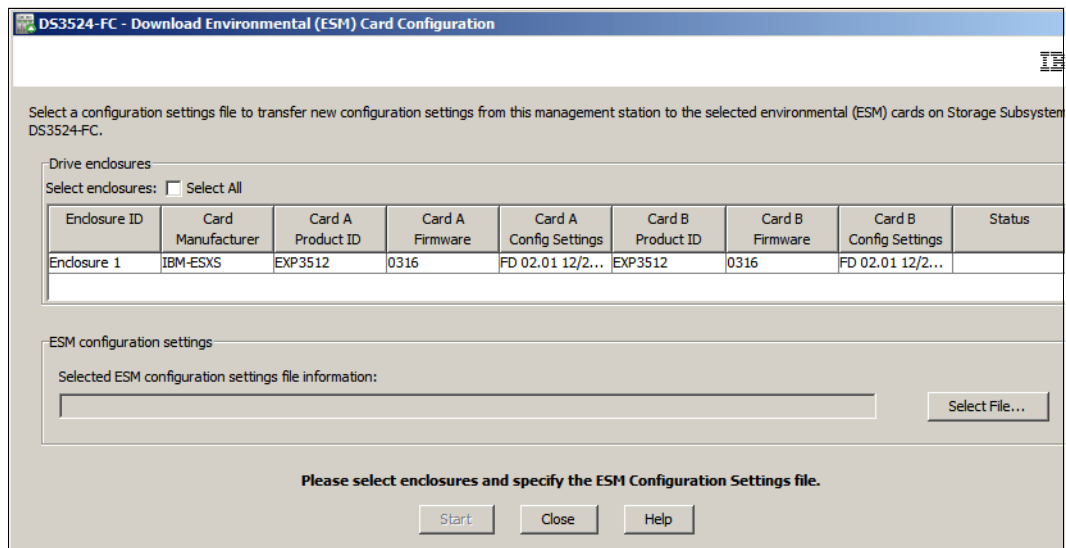 DS3524-FC - Download Environmental (ESM) Card Configuration
Select a configuration settings file to transfer new configuration settings from this management station to the selected environmental (ESM) cards on Storage Subsystem
DS3524-FC.
Drive enclosures
Select enclosures: Select All
Enclosure ID Card Manufacturer Card A Product ID Card A Firmware Card A Config Settings Card B Product ID Card B Firmware Card B Config Settings Status
Enclosure 1 IBM-ESXS EXP3512 0316 FD 02.01 12/2... EXP3512 0316 FD 02.01 12/2...
ESM configuration settings
Selected ESM configuration settings file information:
Select File...
Please select enclosures and specify the ESM Configuration Settings file.
Start Close Help